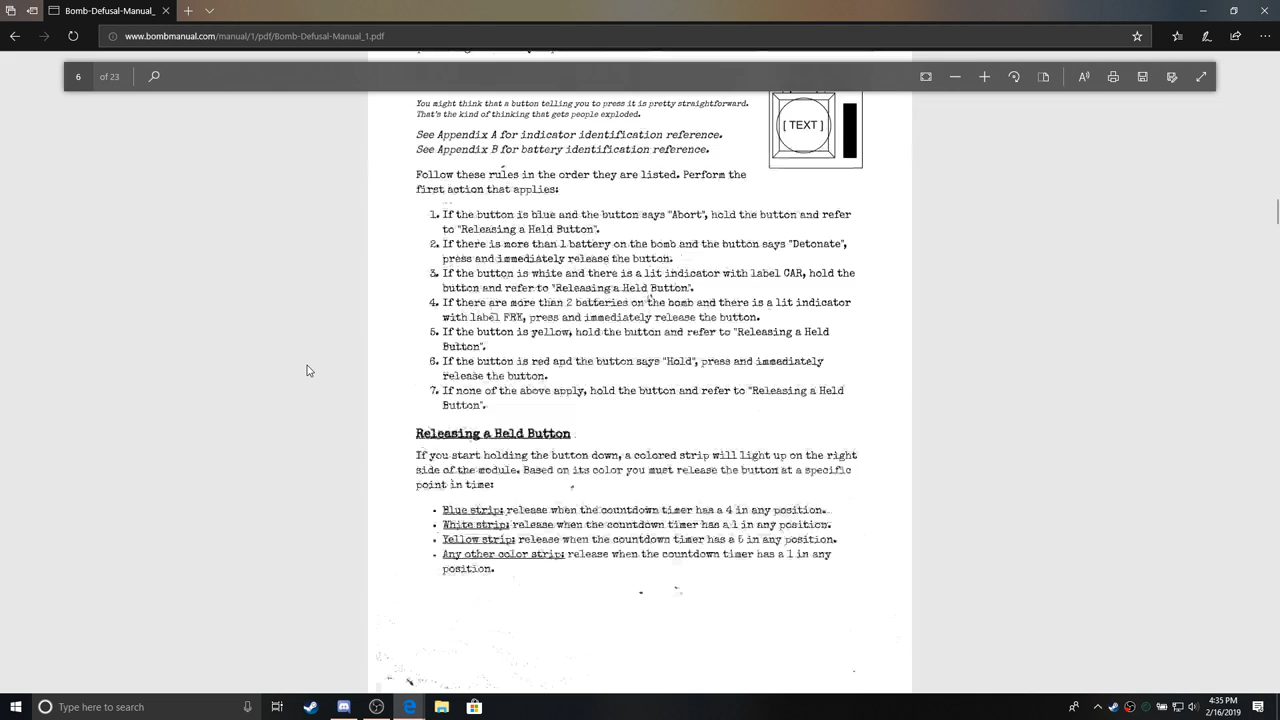 Bomb-Defusal-Manual_
www.bombmanual.com/manual/1/pdf/Bomb-Defusal-Manual_1.pdf
6 of 23
You might think that a button telling you to press it is pretty straightforward.
That's the kind of thinking that gets people exploded.
[ TEXT ]
See Appendix A for indicator identification reference.
See Appendix B for battery identification reference.
Follow these rules in the order they are listed. Perform the
first action that applies:
1. If the button is blue and the button says "Abort", hold the button and refer
to "Releasing a Held Button".
2. If there is more than 1 battery on the bomb and the button says "Detonate",
press and immediately release the button.
3. If the button is white and there is a lit indicator with label CAR, hold the
button and refer to "Releasing a Held Button".
4. If there are more than 2 batteries on the bomb and there is a lit indicator
with label FRK, press and immediately release the button.
5. If the button is yellow, hold the button and refer to "Releasing a Held
Button".
6. If the button is red and the button says "Hold", press and immediately
release the button.
7. If none of the above apply, hold the button and refer to "Releasing a Held
Button".
Releasing a Held Button
If you start holding the button down, a colored strip will light up on the right
side of the module. Based on its color you must release the button at a specific
point in time:
• Blue strip: release when the countdown timer has a 4 in any position.
• White strip: release when the countdown timer has a 1 in any position.
• Yellow strip: release when the countdown timer has a 5 in any position.
• Any other color strip: release when the countdown timer has a 1 in any
position.
Type here to search
4:35 PM
2/16/2019